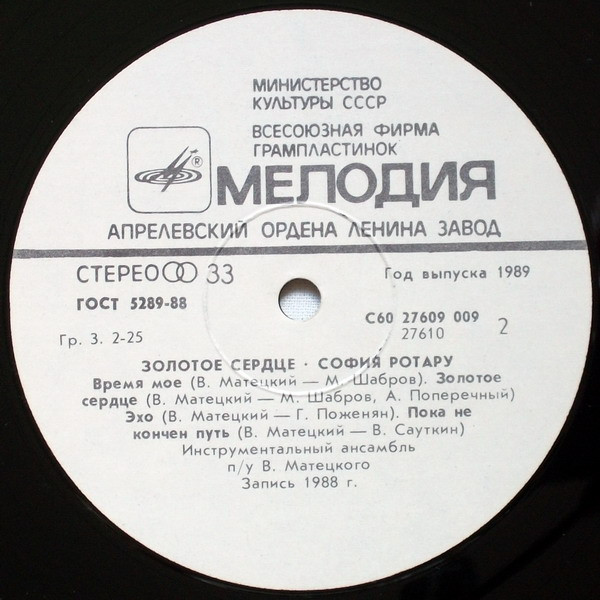 МИНИСТЕРСТВО
КУЛЬТУРЫ СССР
ВСЕСОЮЗНАЯ ФИРМА
ГРАМПЛАСТИНОК
®
МЕЛОДИЯ
АПРЕЛЕВСКИЙ ОРДЕНА ЛЕНИНА ЗАВОД
СТЕРЕО 33
Год выпуска 1989
ГОСТ 5289-88
С60 27609 009
27610
2
Гр. 3. 2-25
ЗОЛОТОЕ СЕРДЦЕ · СОФИЯ РОТАРУ
Время мое (В. Матецкий — М. Шабров). Золотое
сердце (В. Матецкий — М. Шабров, А. Поперечный)
Эхо (В. Матецкий — Г. Поженян). Пока не
кончен путь (В. Матецкий — В. Сауткин)
Инструментальный ансамбль
п/у В. Матецкого
Запись 1988 г.